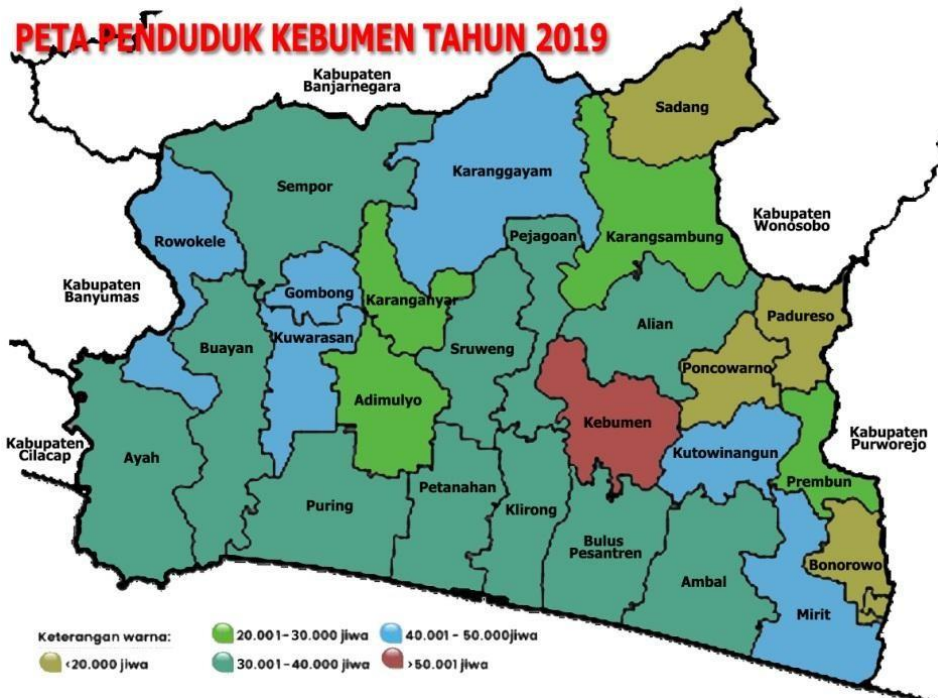 PETA PENDUDUK KEBUMEN TAHUN 2019
Kabupaten
Banjarnegara
Sadang
Karanggayam
Sempor
Kabupaten
Wonosobo
Rowokele
Pejagoan
Karangsambung
Kabupaten
Banyumas
Gombong
Karanganyar
Padureso
Alian
Kuwarasan
Buayan
Sruweng
Poncowarno
Adimulyo
Kebumen
Kabupaten
Cilacap
Kabupaten
Purworejo
Ayah
Kutowinangun
Petanahan
Prembun
Puring
Klirong
Bulus
Pesantren
Bonorowo
Ambal
Mirit
Keterangan warna:
<20.000 jiwa
20.001-30.000 jiwa
30.001-40.000 jiwa
40.001 - 50.000jiwa
>50.001 jiwa